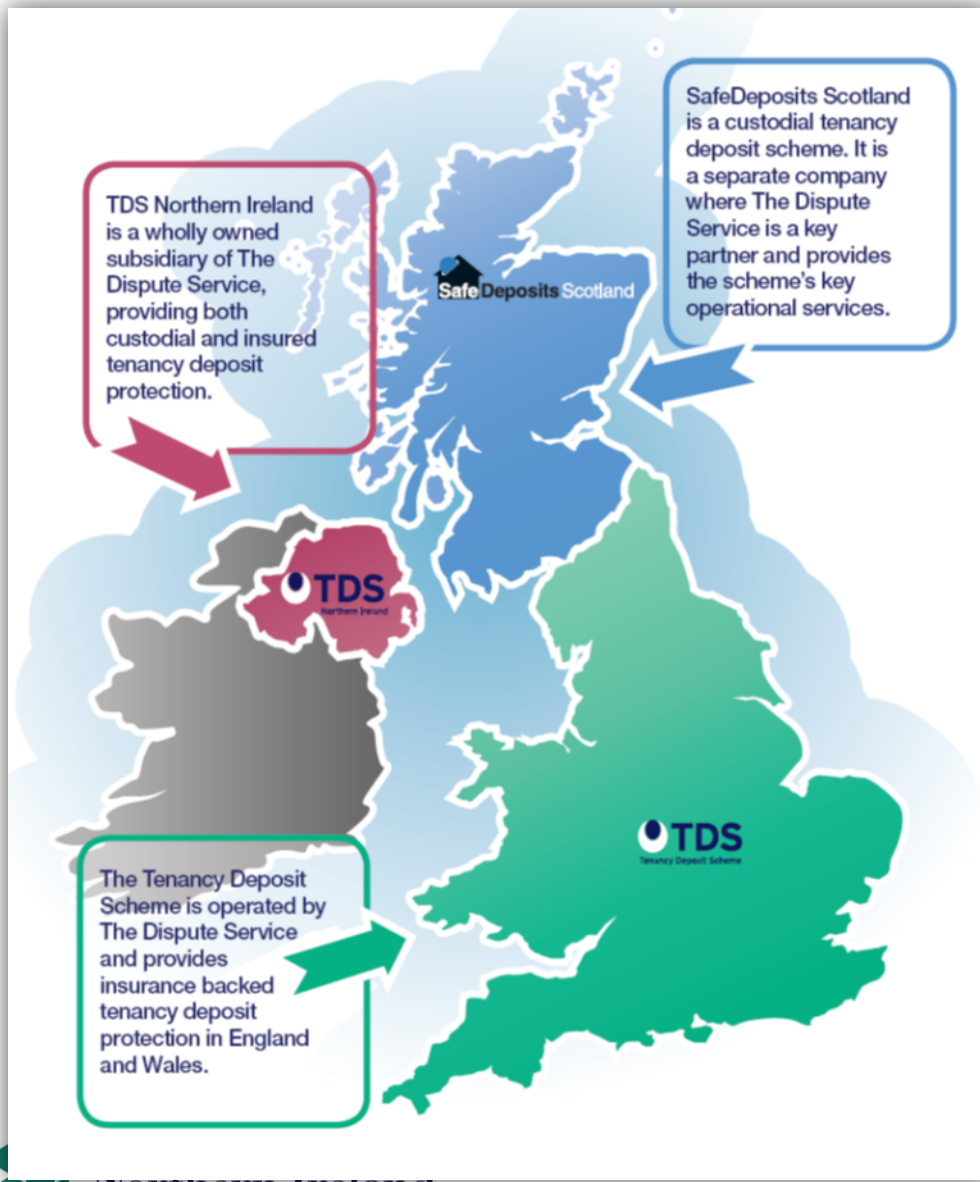 SafeDeposits Scotland
is a custodial tenancy
deposit scheme. It is
a separate company
where The Dispute
Service is a key
partner and provides
the scheme's key
operational services.
TDS Northern Ireland
is a wholly owned
subsidiary of The
Dispute Service,
providing both
custodial and insured
tenancy deposit
protection.
SafeDepositsScotland
TDS
Northern Ireland
TDS
Tenancy Deposit Scheme
The Tenancy Deposit
Scheme is operated by
The Dispute Service
and provides
insurance backed
tenancy deposit
protection in England
and Wales.